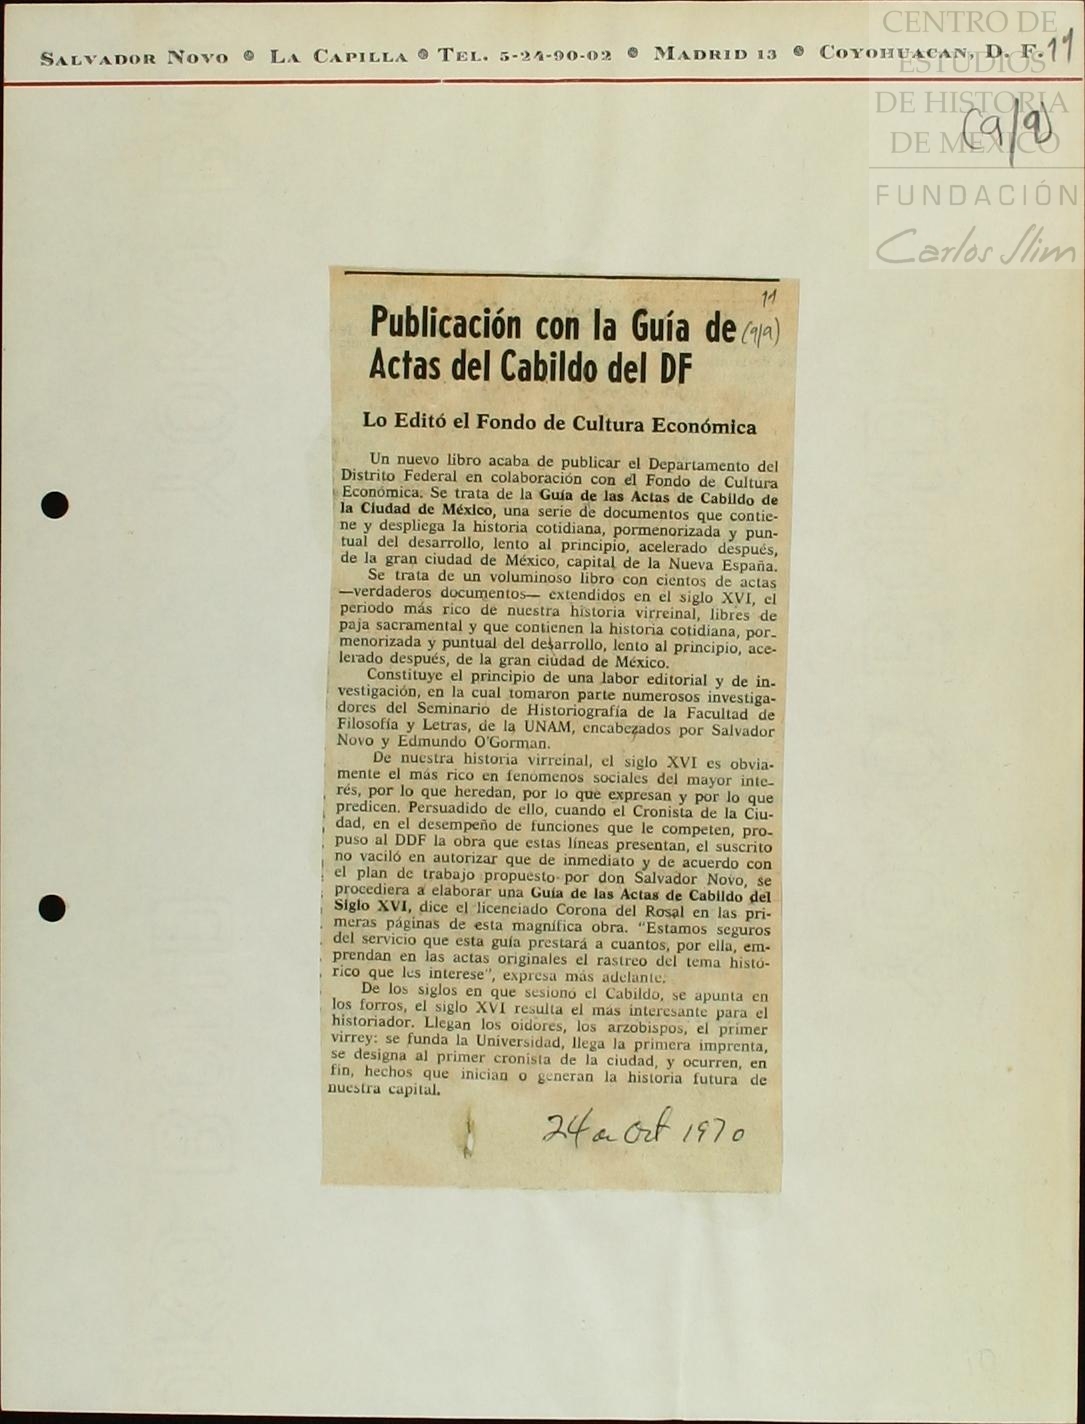 SALVADOR NOVO LA CAPILLA TEL. 5-24-90-02 MADRID 13 COYOHUACAN, D. F.
11
(9/9)
CENTRO DE
ESTUDIOS
DE HISTORIA
DE MÉXICO
FUNDACIÓN
Carlos Slim
11
Publicación con la Guía de (9/9)
Actas del Cabildo del DF
Lo Editó el Fondo de Cultura Económica
Un nuevo libro acaba de publicar el Departamento del
Distrito Federal en colaboración con el Fondo de Cultura
Económica. Se trata de la Guía de las Actas de Cabildo de
la Ciudad de México, una serie de documentos que contie-
ne y despliega la historia cotidiana, pormenorizada y pun-
tual del desarrollo, lento al principio, acelerado después,
de la gran ciudad de México, capital de la Nueva España.
Se trata de un voluminoso libro con cientos de actas
—verdaderos documentos— extendidos en el siglo XVI, el
periodo más rico de nuestra historia virreinal, libres de
paja sacramental y que contienen la historia cotidiana, por-
menorizada y puntual del desarrollo, lento al principio, ace-
lerado después, de la gran ciudad de México.
Constituye el principio de una labor editorial y de in-
vestigación, en la cual tomaron parte numerosos investiga-
dores del Seminario de Historiografía de la Facultad de
Filosofía y Letras, de la UNAM, encabezados por Salvador
Novo y Edmundo O'Gorman.
De nuestra historia virreinal, el siglo XVI es obvia-
mente el más rico en fenómenos sociales del mayor inte-
rés, por lo que heredan, por lo que expresan y por lo que
predicen. Persuadido de ello, cuando el Cronista de la Ciu-
dad, en el desempeño de funciones que le competen, pro-
puso al DDF la obra que estas líneas presentan, el suscrito
no vaciló en autorizar que de inmediato y de acuerdo con
el plan de trabajo propuesto por don Salvador Novo, se
procediera a elaborar una Guía de las Actas de Cabildo del
Siglo XVI, dice el licenciado Corona del Rosal en las pri-
meras páginas de esta magnífica obra. "Estamos seguros
del servicio que esta guía prestará a cuantos, por ella, em-
prendan en las actas originales el rastreo del tema histó-
rico que les interese", expresa más adelante.
De los siglos en que sesionó el Cabildo, se apunta en
los forros, el siglo XVI resulta el más interesante para el
historiador. Llegan los oidores, los arzobispos, el primer
virrey: se funda la Universidad, llega la primera imprenta,
se designa al primer cronista de la ciudad, y ocurren, en
fin, hechos que inician o generan la historia futura de
nuestra capital.
24 de Oct 1970